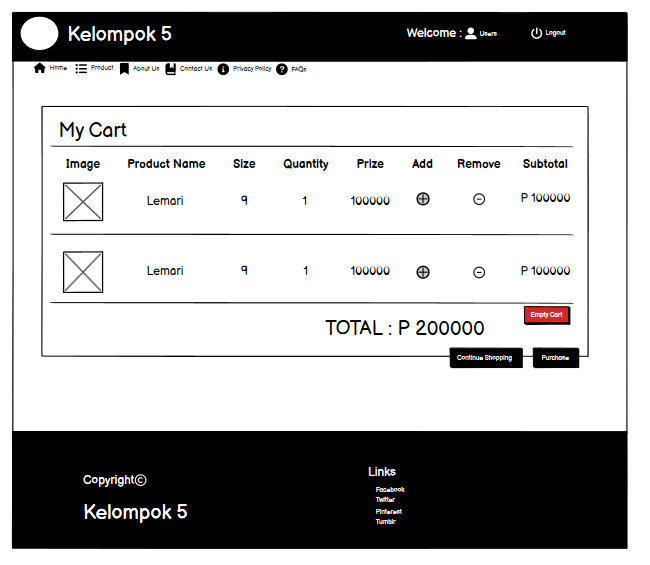 Kelompok 5
Welcome : Users Logout
Home Product About Us Contact Us Privacy Policy FAQs
My Cart
Image Product Name Size Quantity Prize Add Remove Subtotal
Lemari 9 1 100000 P 100000
Lemari 9 1 100000 P 100000
Empty Cart
TOTAL : P 200000
Continue Shopping Purchase
Copyright©
Kelompok 5
Links
Facebook
Twitter
Pinterest
Tumblr